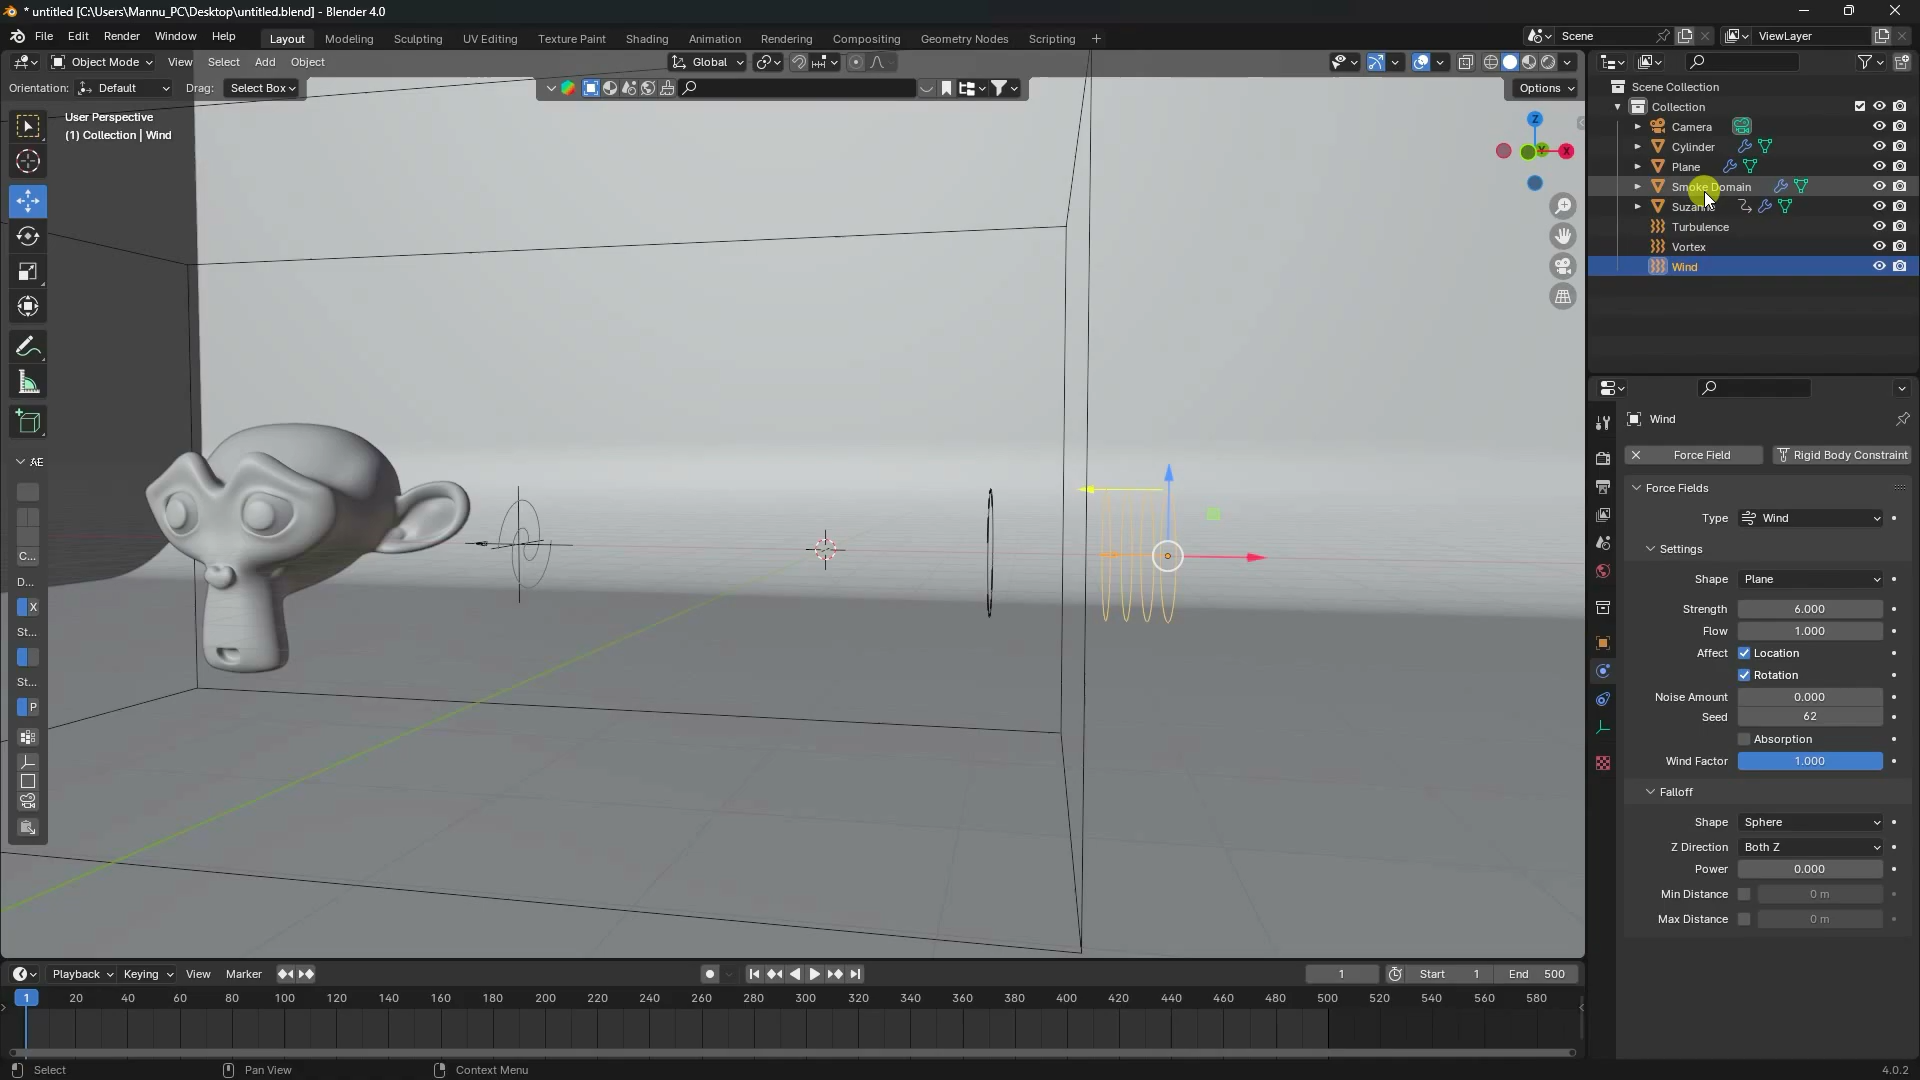 * untitled [C:\Users\Mannu_PC\Desktop\untitled.blend] - Blender 4.0
File Edit Render Window Help Layout Modeling Sculpting UV Editing Texture Paint Shading Animation Rendering Compositing Geometry Nodes Scripting + Scene ViewLayer
Object Mode View Select Add Object Global
Orientation: Default Drag: Select Box Options
User Perspective
(1) Collection | Wind
Z
Y
X
AE
C...
D...
X
St...
St...
P
Scene Collection
Collection
Camera
Cylinder
Plane
Smoke Domain
Suzanne
Turbulence
Vortex
Wind
Wind
Force Field Rigid Body Constraint
Force Fields
Type Wind
Settings
Shape Plane
Strength 6.000
Flow 1.000
Affect Location
Rotation
Noise Amount 0.000
Seed 62
Absorption
Wind Factor 1.000
Falloff
Shape Sphere
Z Direction Both Z
Power 0.000
Min Distance 0 m
Max Distance 0 m
Playback Keying View Marker 1 Start 1 End 500
1 20 40 60 80 100 120 140 160 180 200 220 240 260 280 300 320 340 360 380 400 420 440 460 480 500 520 540 560 580
Select Pan View Context Menu 4.0.2